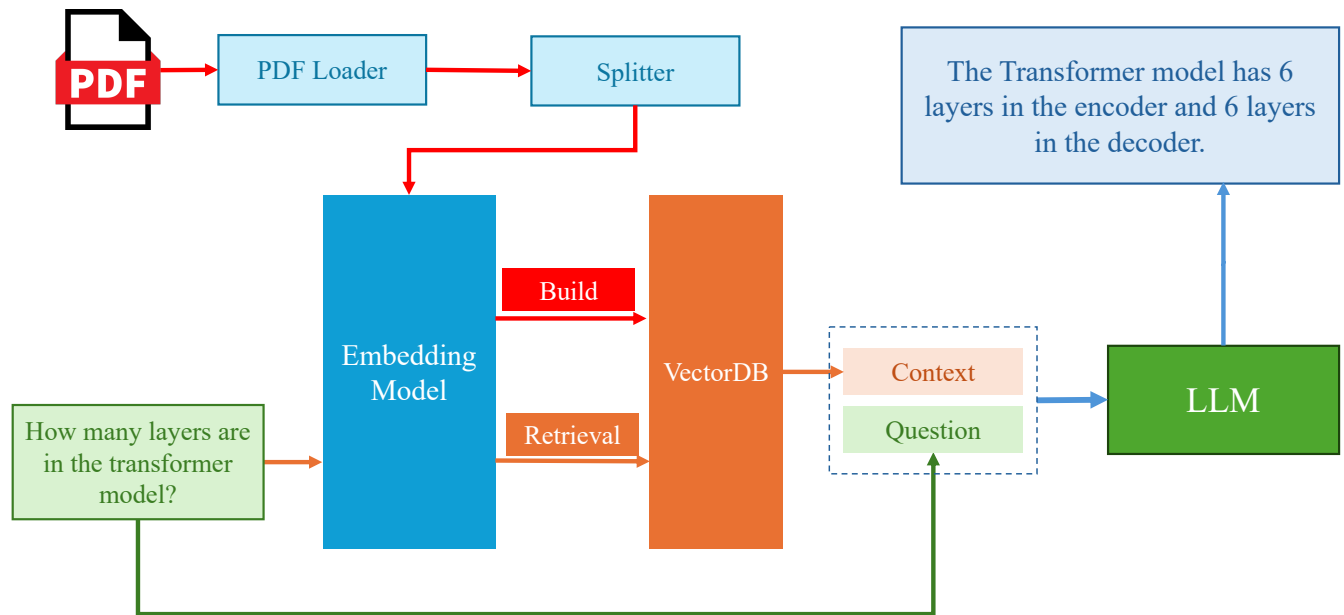 PDF
PDF Loader
Splitter
The Transformer model has 6
layers in the encoder and 6 layers
in the decoder.
Build
Embedding
Model
VectorDB
Context
LLM
How many layers are
in the transformer
model?
Retrieval
Question